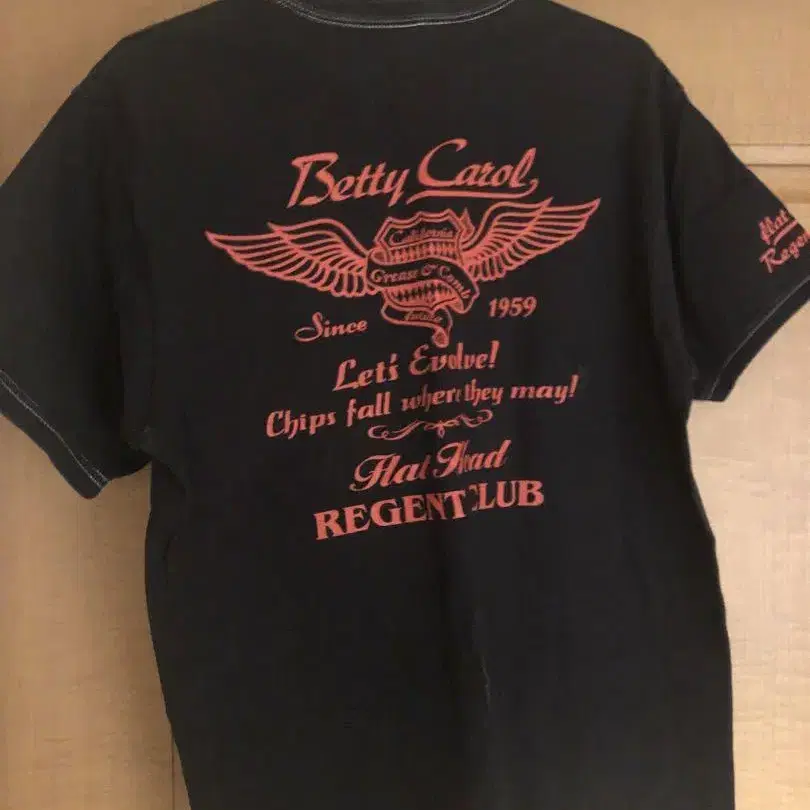 Betty Carol
California
Grease & Comb
Since
1959
Let's Evolve!
Chips fall where they may!
Flat Head
REGENT CLUB